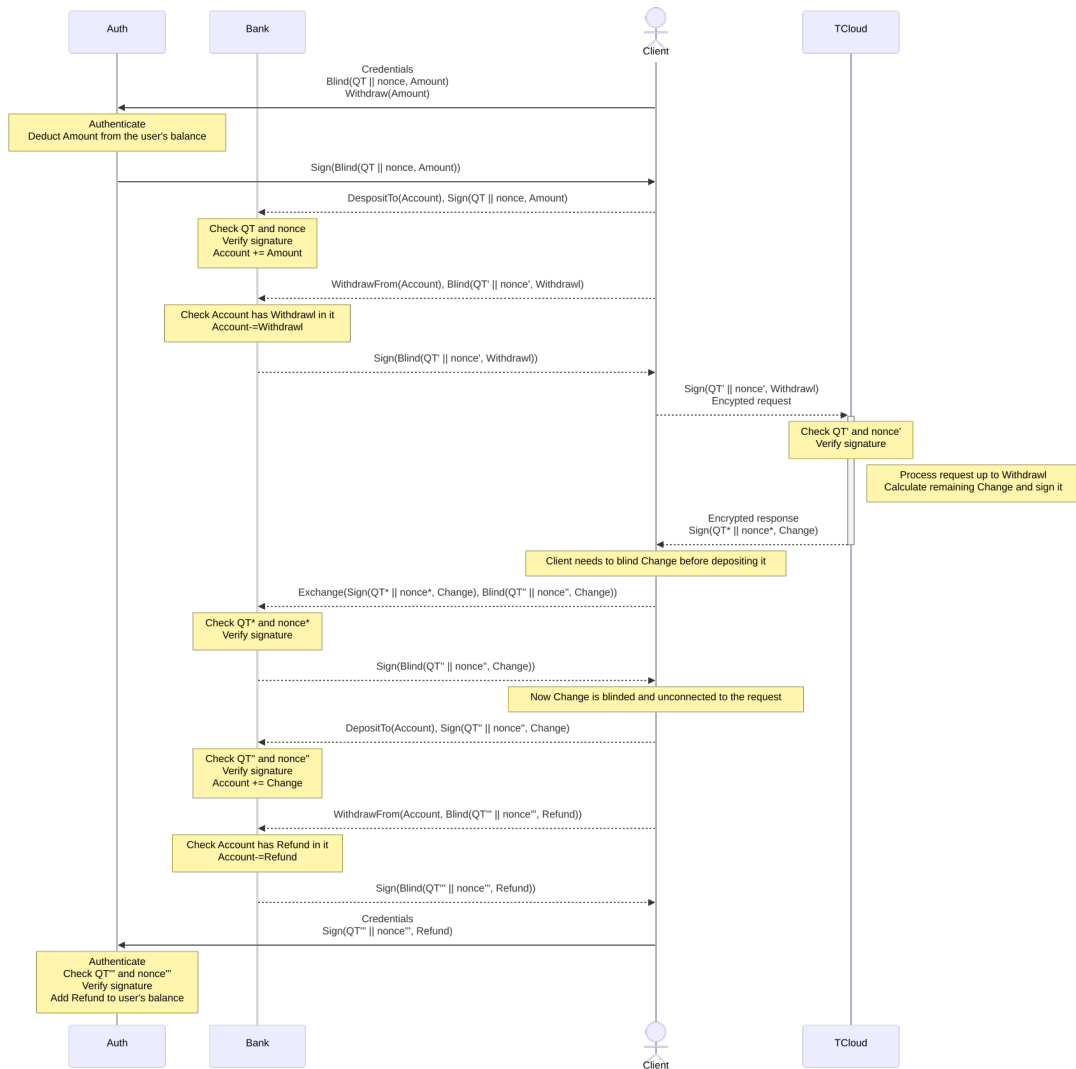 Auth
Bank
Client
TCloud
Credentials
Blind(QT || nonce, Amount)
Withdraw(Amount)
Authenticate
Deduct Amount from the user's balance
Sign(Blind(QT || nonce, Amount))
DespositTo(Account), Sign(QT || nonce, Amount)
Check QT and nonce
Verify signature
Account += Amount
WithdrawFrom(Account), Blind(QT' || nonce', Withdrawl)
Check Account has Withdrawl in it
Account-=Withdrawl
Sign(Blind(QT' || nonce', Withdrawl))
Sign(QT' || nonce', Withdrawl)
Encypted request
Check QT' and nonce'
Verify signature
Process request up to Withdrawl
Calculate remaining Change and sign it
Encrypted response
Sign(QT* || nonce*, Change)
Client needs to blind Change before depositing it
Exchange(Sign(QT* || nonce*, Change), Blind(QT'' || nonce'', Change))
Check QT* and nonce*
Verify signature
Sign(Blind(QT'' || nonce'', Change))
Now Change is blinded and unconnected to the request
DepositTo(Account), Sign(QT'' || nonce'', Change)
Check QT'' and nonce''
Verify signature
Account += Change
WithdrawFrom(Account, Blind(QT''' || nonce''', Refund))
Check Account has Refund in it
Account-=Refund
Sign(Blind(QT''' || nonce''', Refund))
Credentials
Sign(QT''' || nonce''', Refund)
Authenticate
Check QT''' and nonce'''
Verify signature
Add Refund to user's balance
Auth
Bank
Client
TCloud